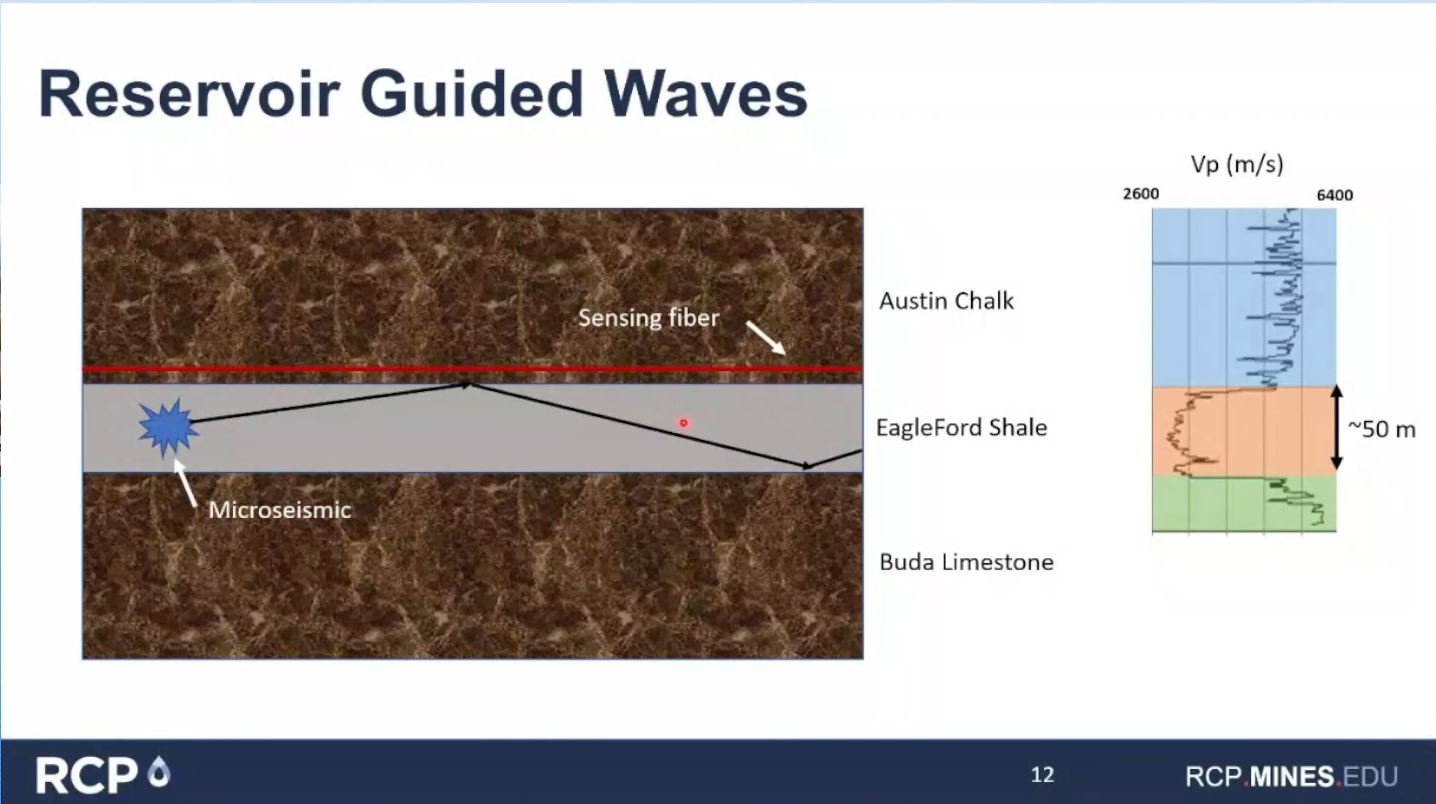 Reservoir Guided Waves
Vp (m/s)
2600
6400
Sensing fiber
Austin Chalk
EagleFord Shale
~50 m
Microseismic
Buda Limestone
RCP
12
RCP.MINES.EDU